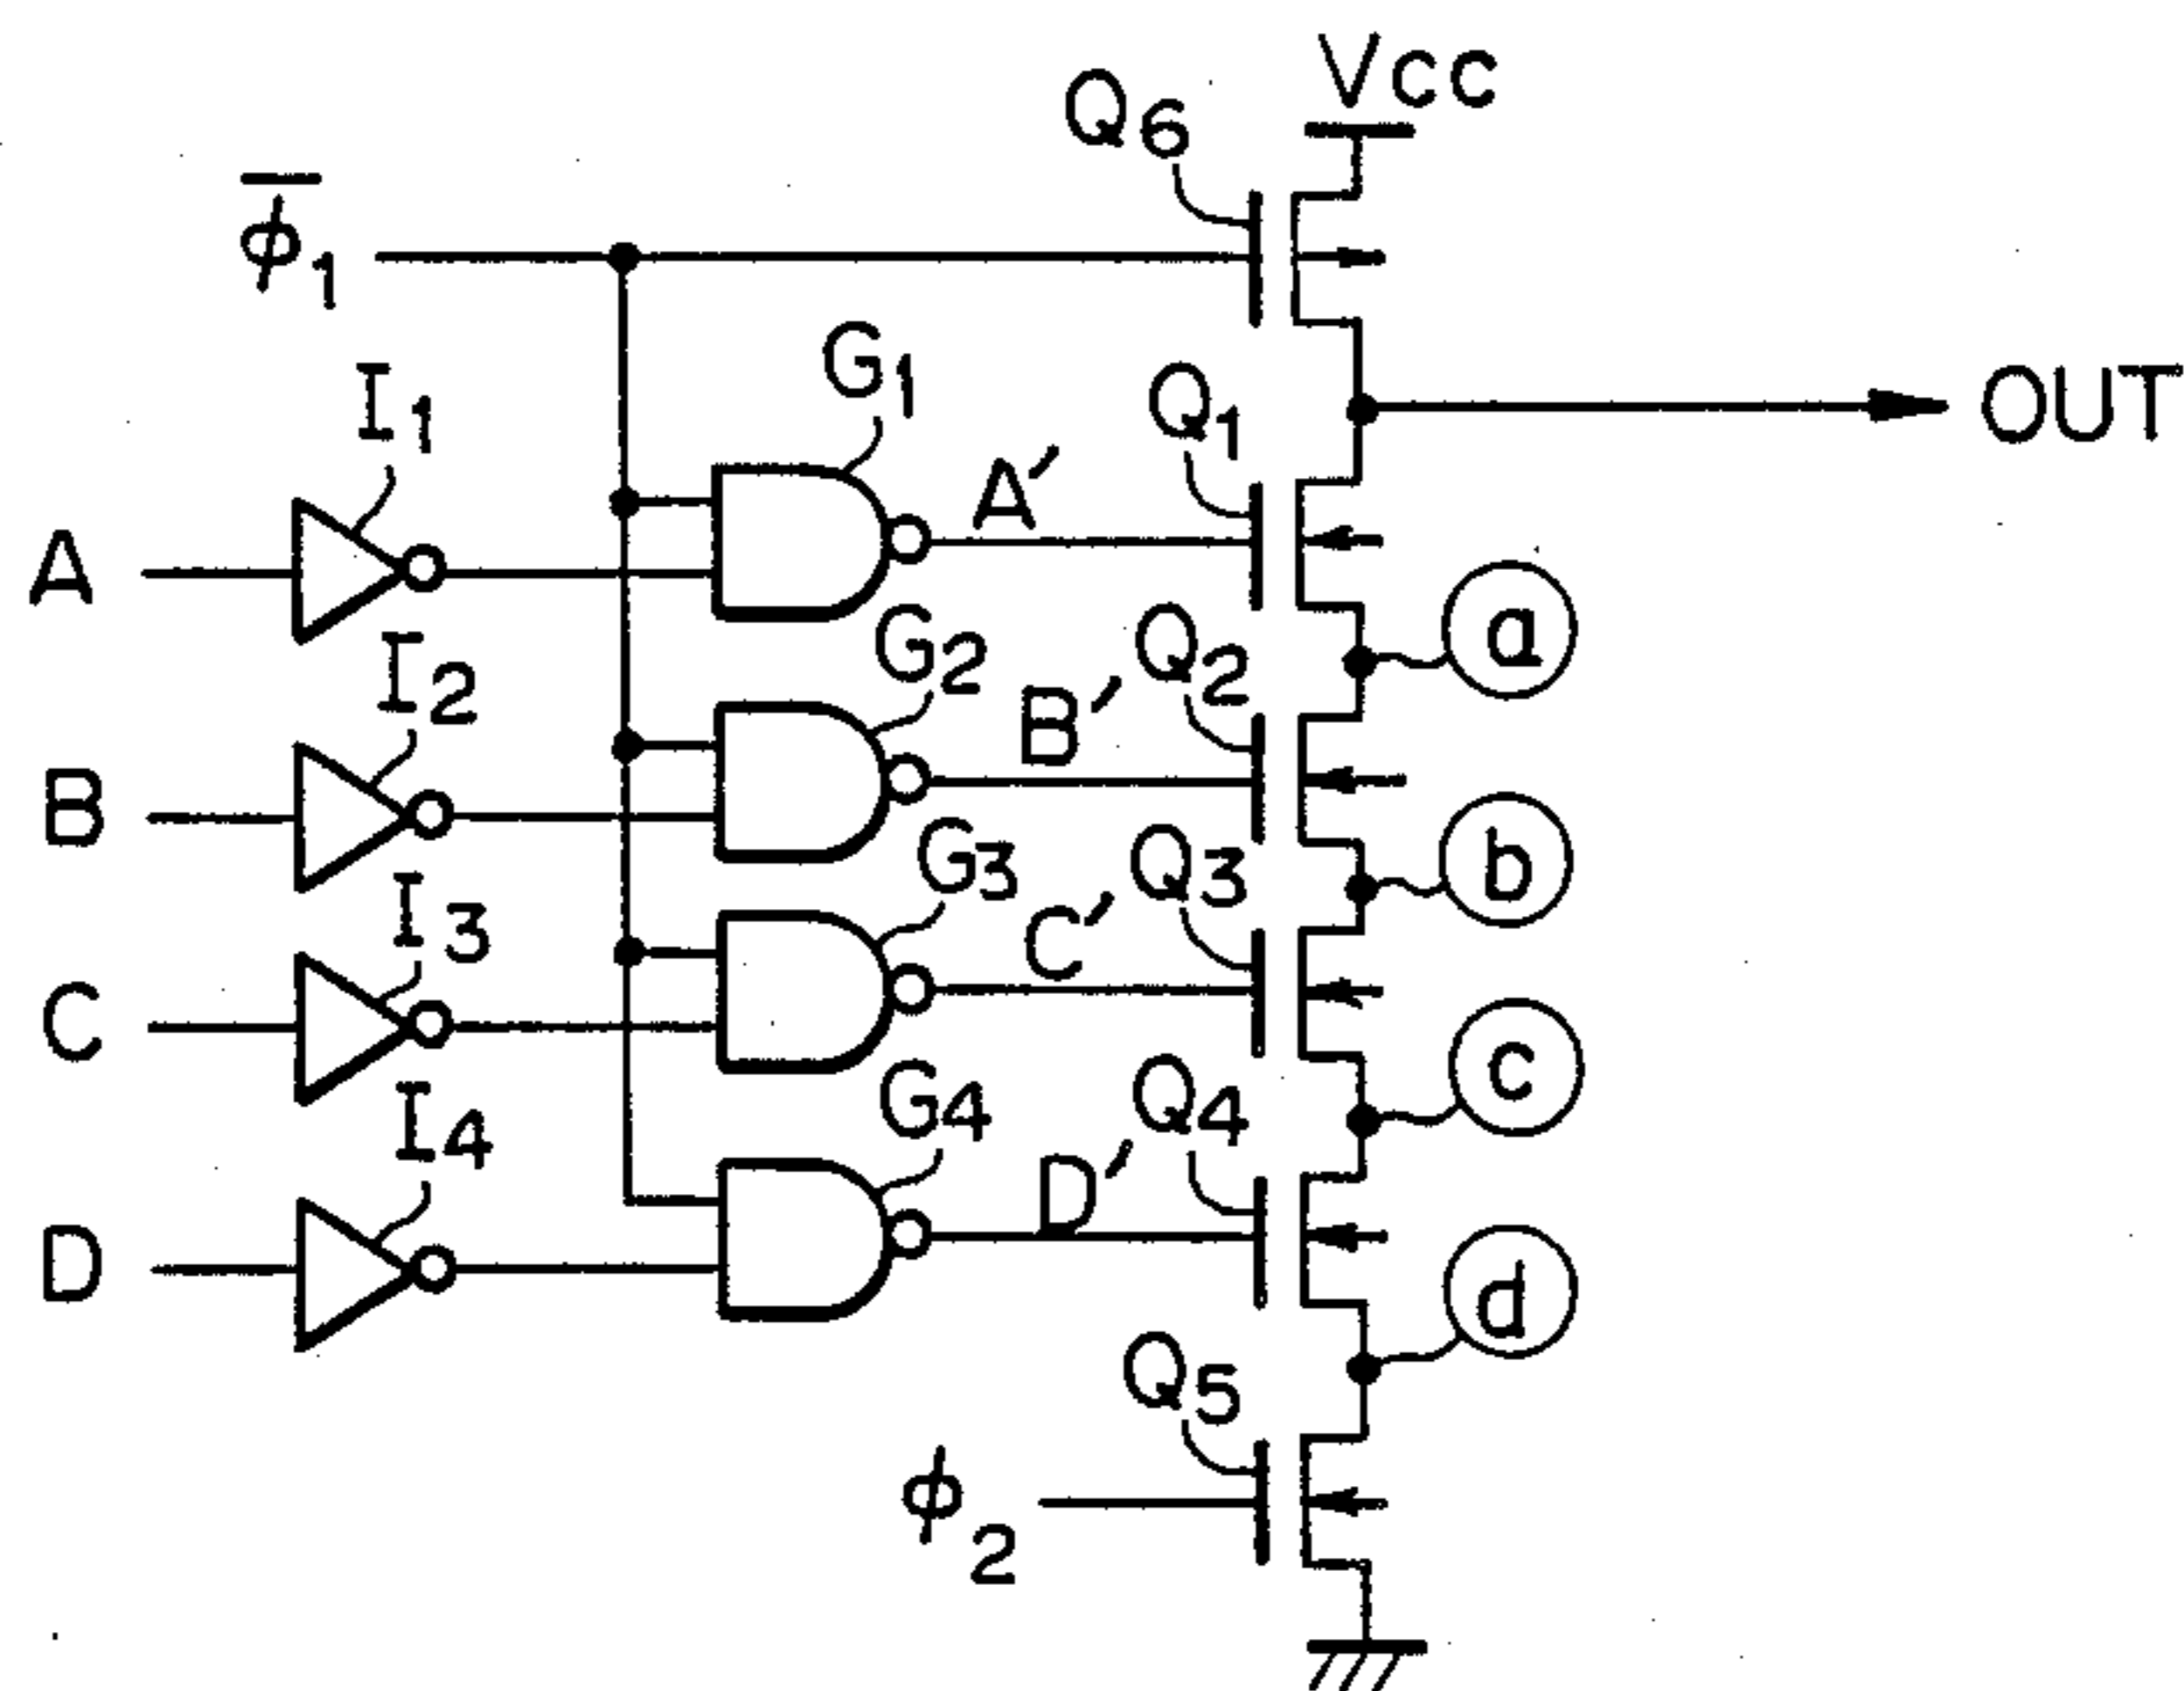 Vcc
Q6
φ̅1
G1
I1
Q1
OUT
A'
A
a
G2
Q2
I2
B'
B
b
G3
Q3
I3
C'
C
c
G4
Q4
I4
D'
D
d
Q5
φ2